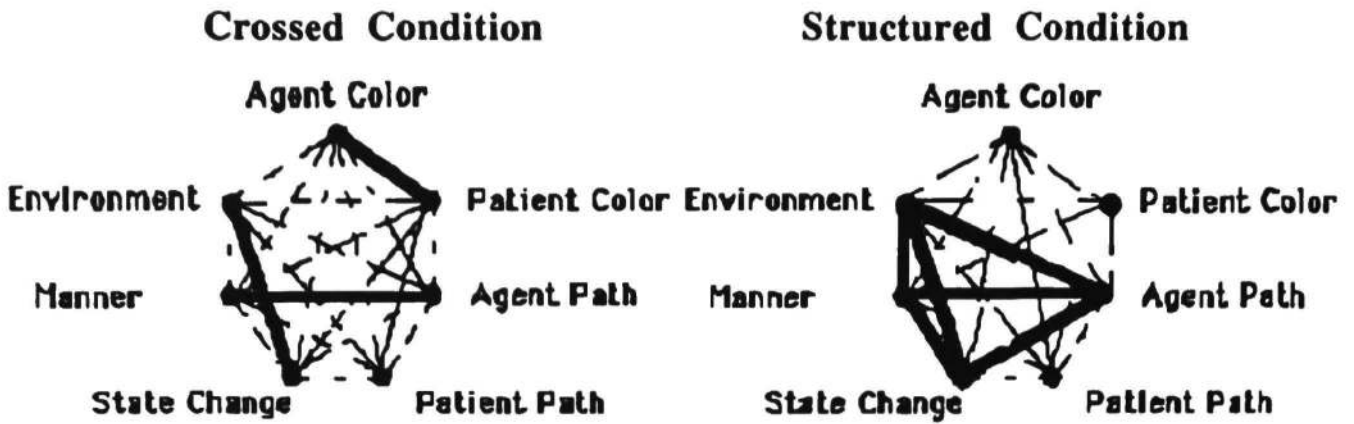 Crossed Condition
Structured Condition
Agent Color
Agent Color
Environment
Patient Color
Environment
Patient Color
Manner
Agent Path
Manner
Agent Path
State Change
Patient Path
State Change
Patient Path